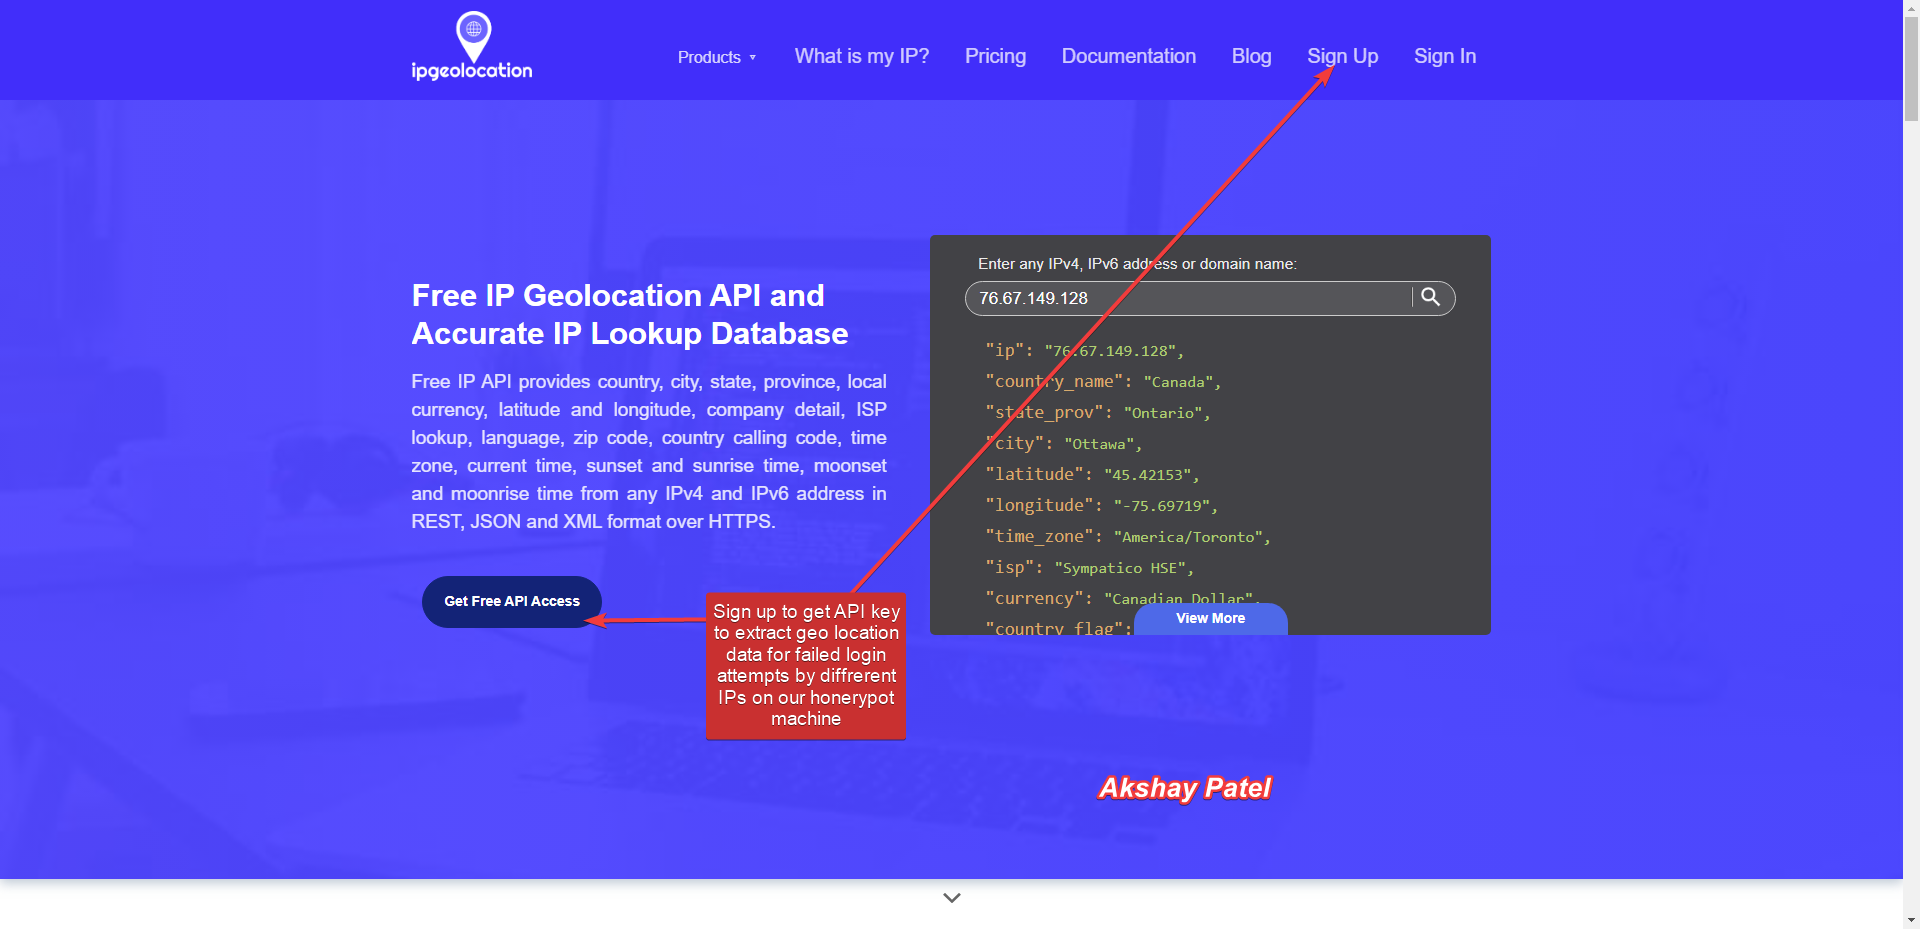 ipgeolocation
Products ▾
What is my IP?
Pricing
Documentation
Blog
Sign Up
Sign In
Free IP Geolocation API and
Accurate IP Lookup Database
Free IP API provides country, city, state, province, local
currency, latitude and longitude, company detail, ISP
lookup, language, zip code, country calling code, time
zone, current time, sunset and sunrise time, moonset
and moonrise time from any IPv4 and IPv6 address in
REST, JSON and XML format over HTTPS.
Get Free API Access
Enter any IPv4, IPv6 address or domain name:
76.67.149.128
"ip": "76.67.149.128",
"country_name": "Canada",
"state_prov": "Ontario",
"city": "Ottawa",
"latitude": "45.42153",
"longitude": "-75.69719",
"time_zone": "America/Toronto",
"isp": "Sympatico HSE",
"currency": "Canadian Dollar",
"country_flag":
View More
Sign up to get API key
to extract geo location
data for failed login
attempts by diffrerent
IPs on our honerypot
machine
Akshay Patel